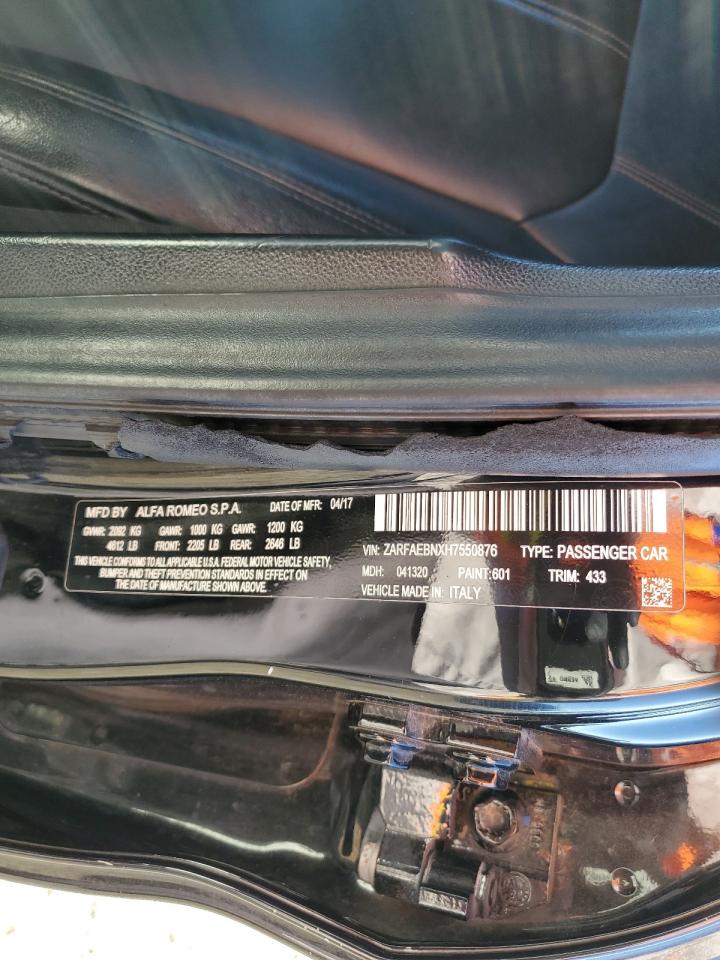 MFD BY ALFA ROMEO S.P.A. DATE OF MFR: 04/17
GVWR: 2092 KG GAWR: 1000 KG GAWR: 1200 KG
4612 LB FRONT: 2205 LB REAR: 2646 LB
THIS VEHICLE CONFORMS TO ALL APPLICABLE U.S.A. FEDERAL MOTOR VEHICLE SAFETY,
BUMPER AND THEFT PREVENTION STANDARDS IN EFFECT ON
THE DATE OF MANUFACTURE SHOWN ABOVE.
VIN: ZARFAEBNXH7550876 TYPE: PASSENGER CAR
MDH: 041320 PAINT:601 TRIM: 433
VEHICLE MADE IN: ITALY